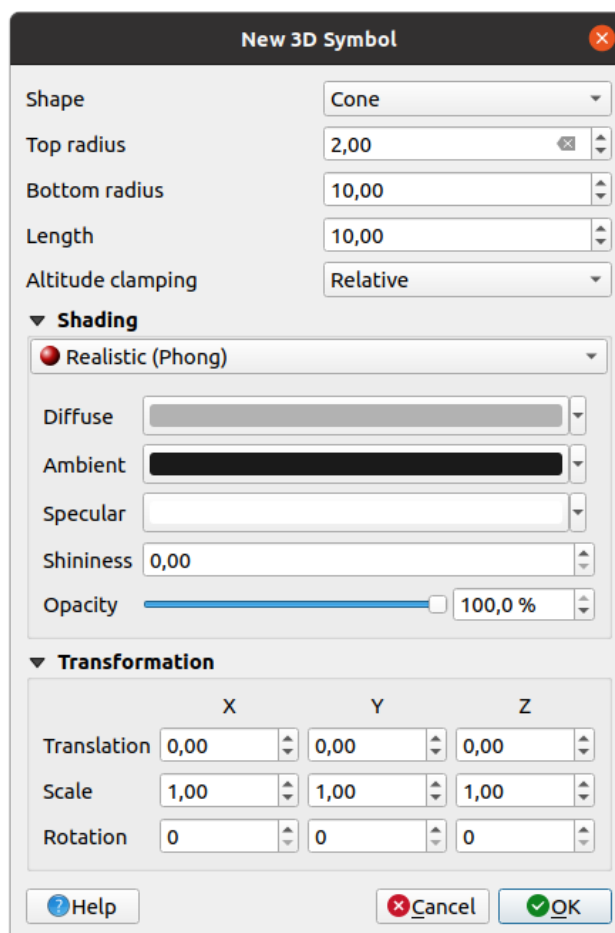 New 3D Symbol
Shape Cone
Top radius 2,00
Bottom radius 10,00
Length 10,00
Altitude clamping Relative
Shading
Realistic (Phong)
Diffuse
Ambient
Specular
Shininess 0,00
Opacity 100,0 %
Transformation
X Y Z
Translation 0,00 0,00 0,00
Scale 1,00 1,00 1,00
Rotation 0 0 0
Help Cancel OK